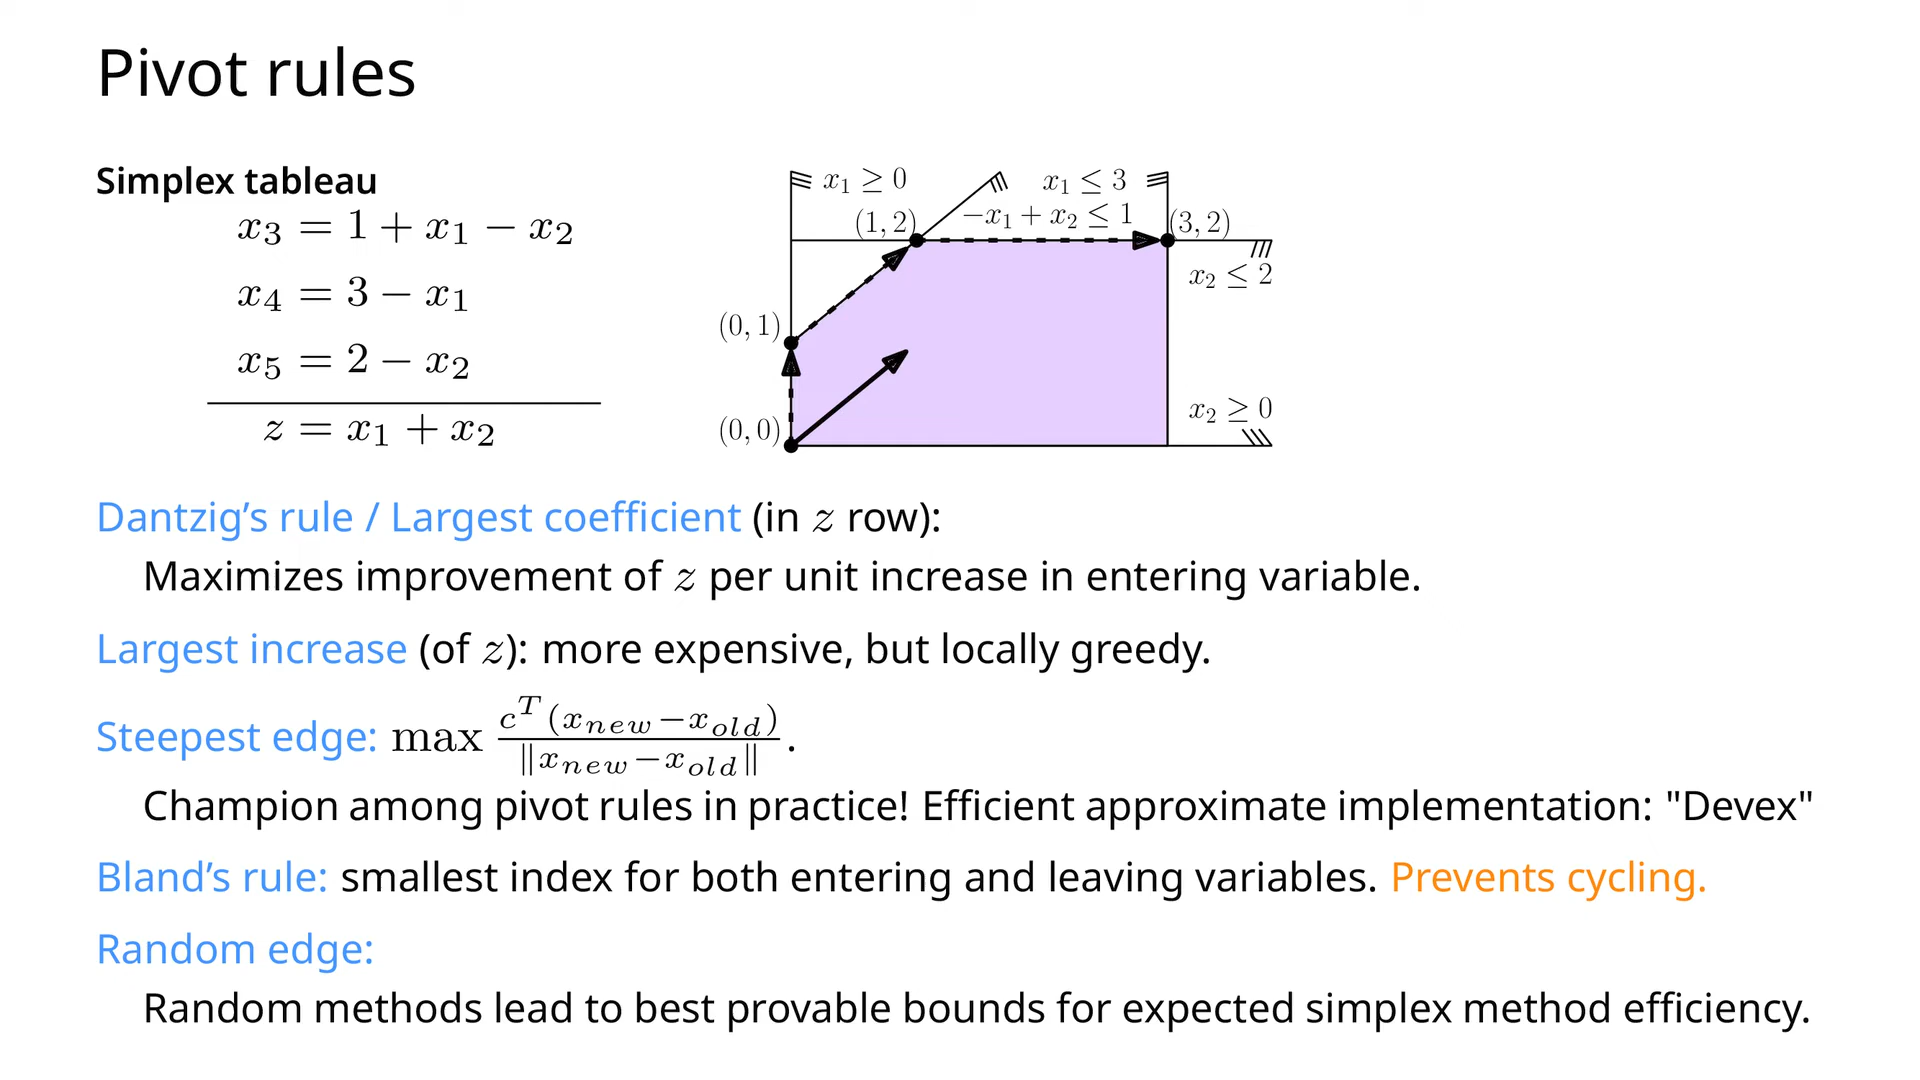 Pivot rules
Simplex tableau
x₃ = 1 + x₁ − x₂
x₄ = 3 − x₁
x₅ = 2 − x₂
z = x₁ + x₂
x₁ ≥ 0
x₁ ≤ 3
(1, 2)
−x₁ + x₂ ≤ 1
(3, 2)
x₂ ≤ 2
(0, 1)
x₂ ≥ 0
(0, 0)
Dantzig’s rule / Largest coefficient (in z row):
Maximizes improvement of z per unit increase in entering variable.
Largest increase (of z): more expensive, but locally greedy.
Steepest edge: max cᵀ(x_new − x_old) / ‖x_new − x_old‖.
Champion among pivot rules in practice! Efficient approximate implementation: "Devex"
Bland’s rule: smallest index for both entering and leaving variables. Prevents cycling.
Random edge:
Random methods lead to best provable bounds for expected simplex method efficiency.